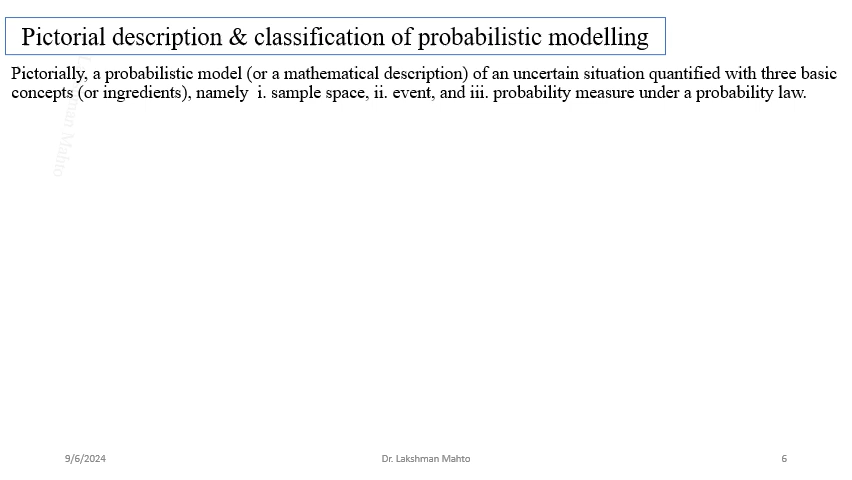 Pictorial description & classification of probabilistic modelling
Pictorially, a probabilistic model (or a mathematical description) of an uncertain situation quantified with three basic
concepts (or ingredients), namely  i. sample space, ii. event, and iii. probability measure under a probability law.
man Mahto
9/6/2024
Dr. Lakshman Mahto
6